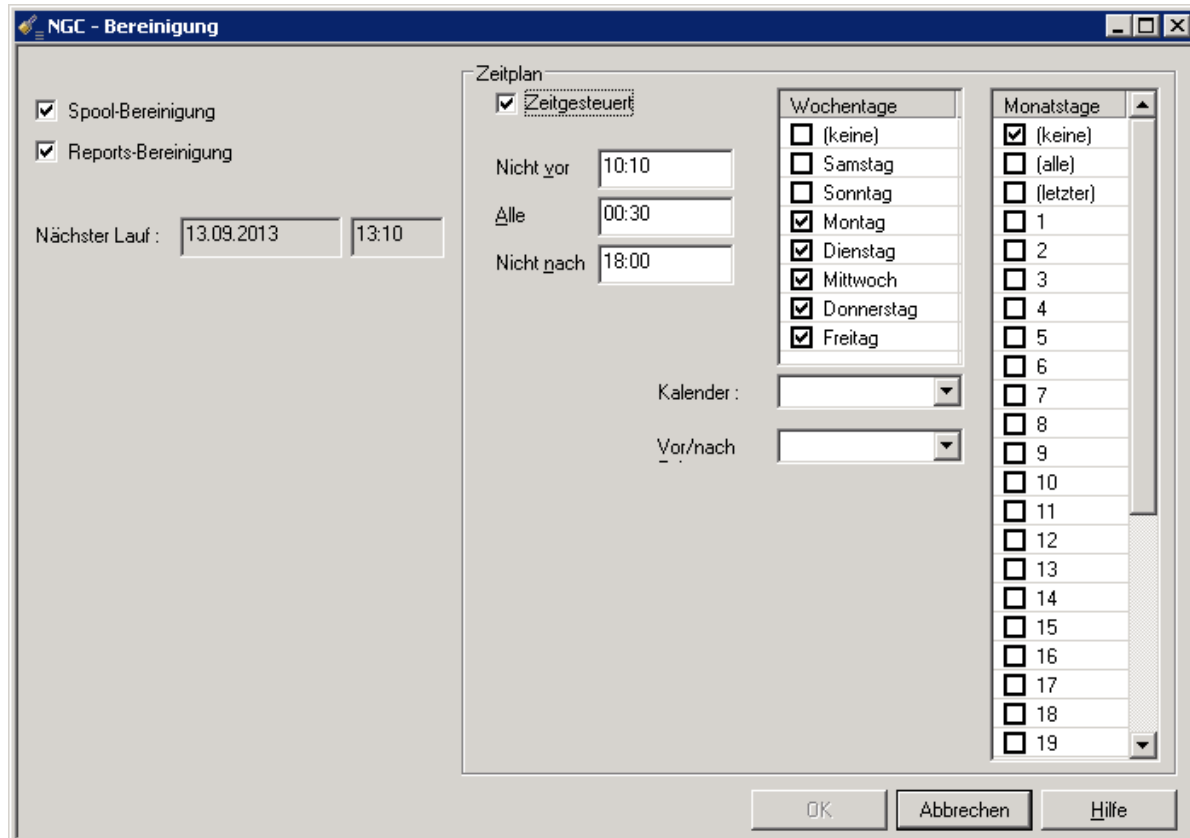 NGC - Bereinigung
Spool-Bereinigung
Reports-Bereinigung
Nächster Lauf : 13.09.2013 13:10
Zeitplan
Zeitgesteuert
Nicht vor 10:10
Alle 00:30
Nicht nach 18:00
Wochentage
(keine)
Samstag
Sonntag
Montag
Dienstag
Mittwoch
Donnerstag
Freitag
Kalender :
Vor/nach
Monatstage
(keine)
(alle)
(letzter)
1
2
3
4
5
6
7
8
9
10
11
12
13
14
15
16
17
18
19
OK Abbrechen Hilfe